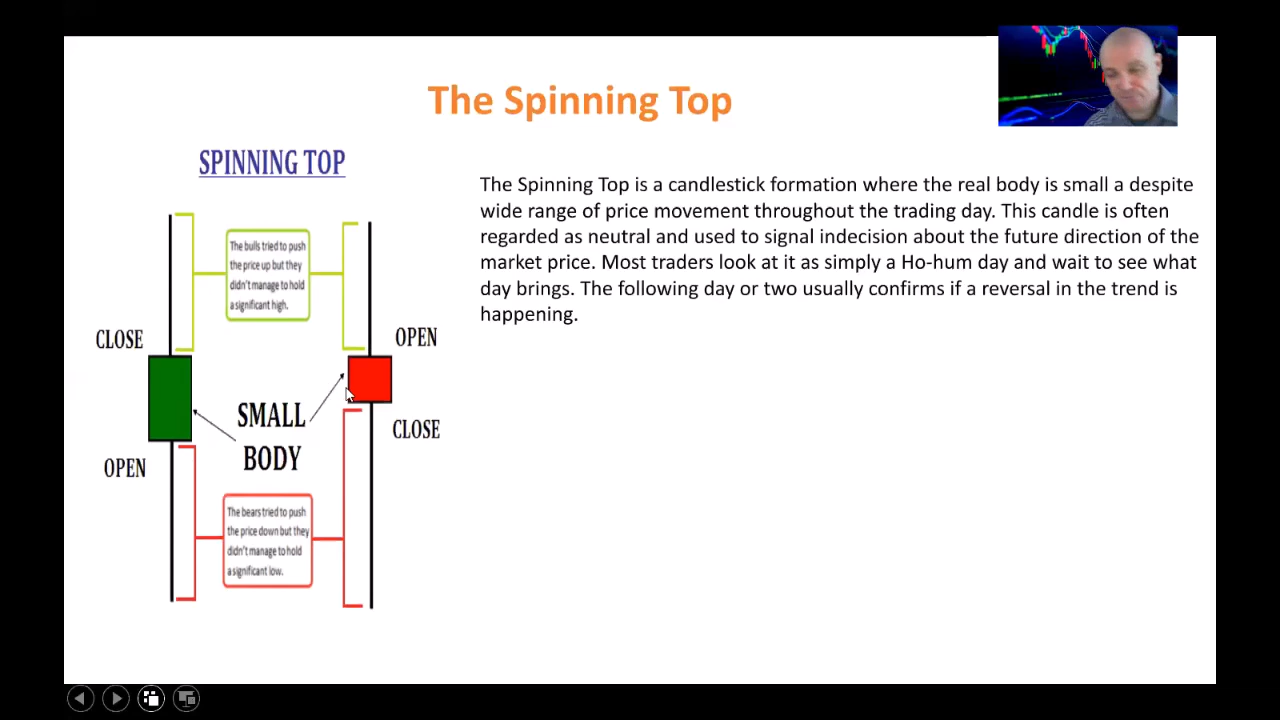 The Spinning Top
SPINNING TOP
The bulls tried to push
the price up but they
didn't manage to hold
a significant high.
CLOSE
OPEN
SMALL
BODY
CLOSE
OPEN
The bears tried to push
the price down but they
didn't manage to hold
a significant low.
The Spinning Top is a candlestick formation where the real body is small a despite
wide range of price movement throughout the trading day. This candle is often
regarded as neutral and used to signal indecision about the future direction of the
market price. Most traders look at it as simply a Ho-hum day and wait to see what
day brings. The following day or two usually confirms if a reversal in the trend is
happening.